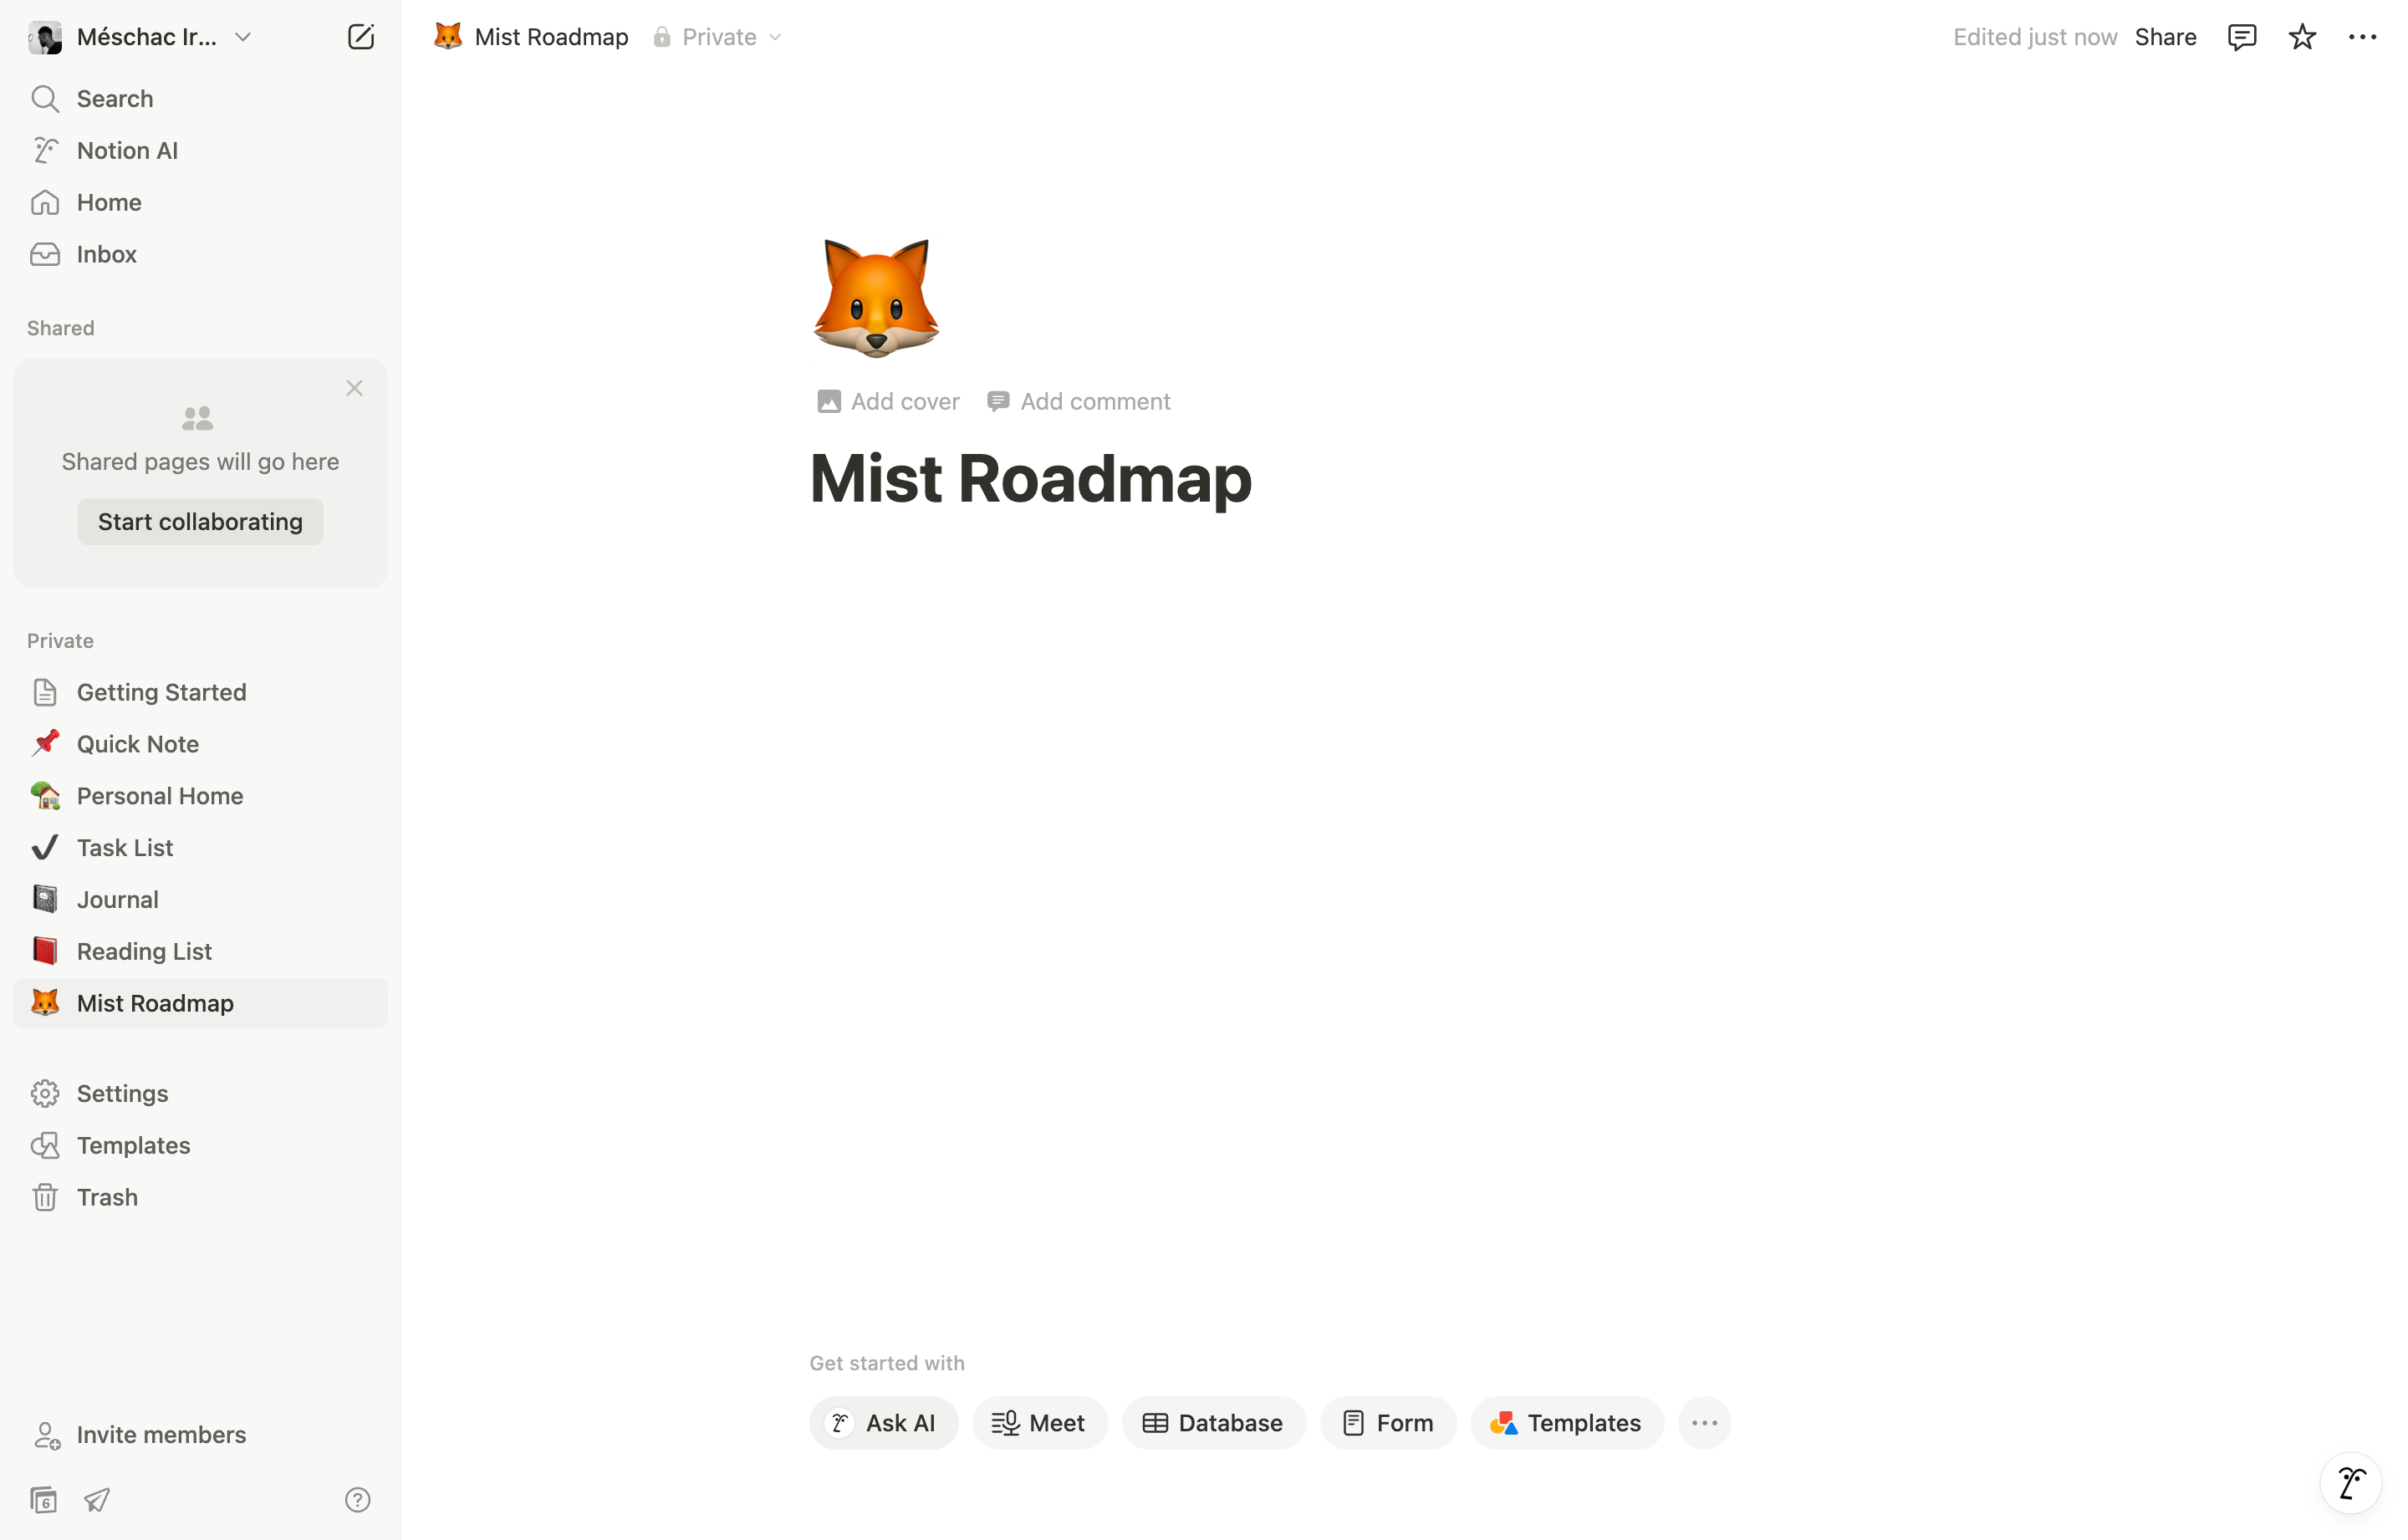 Méschac Ir...
Search
Notion AI
Home
Inbox
Shared
Shared pages will go here
Start collaborating
Private
Getting Started
Quick Note
Personal Home
Task List
Journal
Reading List
Mist Roadmap
Settings
Templates
Trash
Invite members
6
Mist Roadmap Private
Edited just now Share
Add cover Add comment
Mist Roadmap
Get started with
Ask AI Meet Database Form Templates